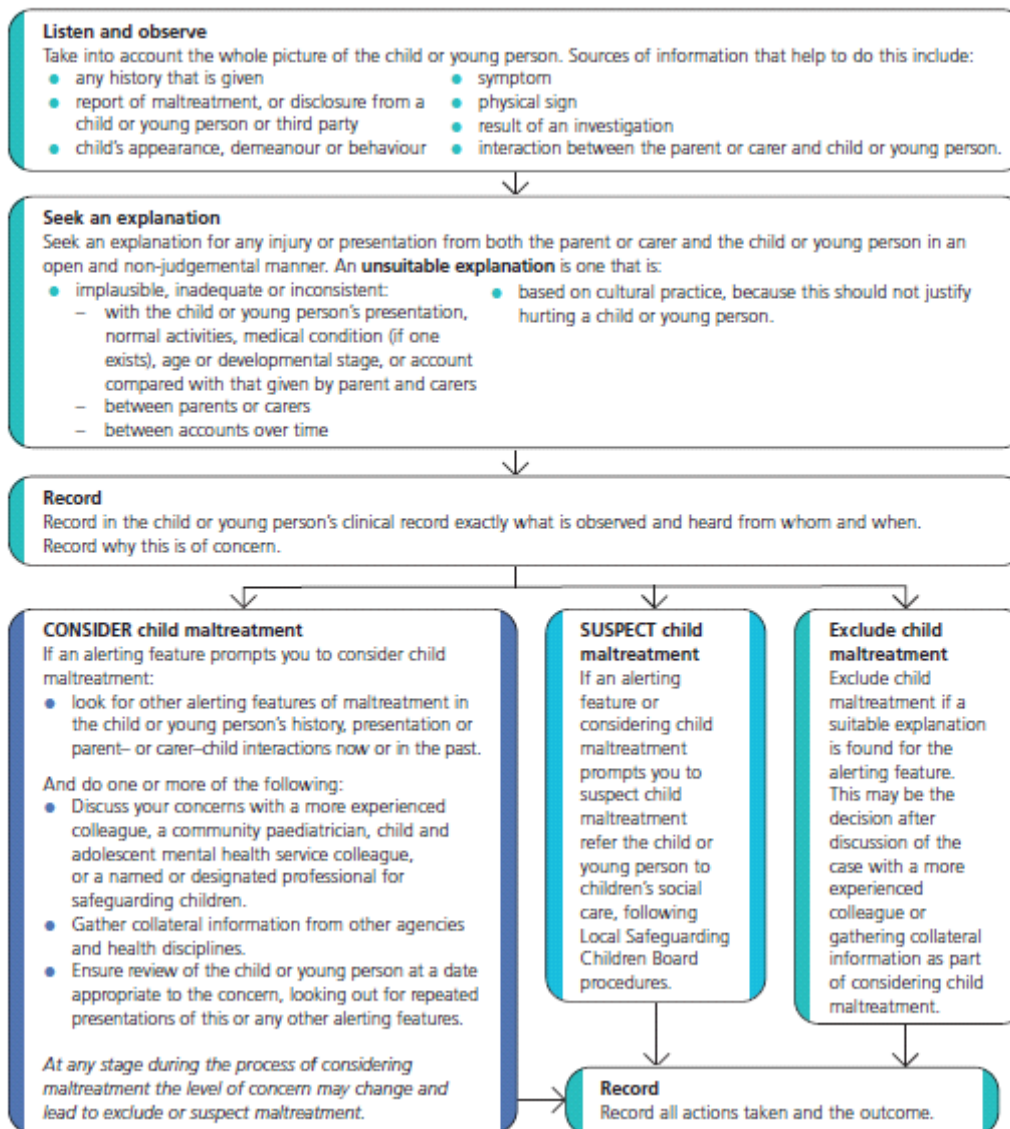 Listen and observe
Take into account the whole picture of the child or young person. Sources of information that help to do this include:
● any history that is given
● report of maltreatment, or disclosure from a
child or young person or third party
● child's appearance, demeanour or behaviour
● symptom
● physical sign
● result of an investigation
● interaction between the parent or carer and child or young person.
Seek an explanation
Seek an explanation for any injury or presentation from both the parent or carer and the child or young person in an
open and non-judgemental manner. An unsuitable explanation is one that is:
● implausible, inadequate or inconsistent:
– with the child or young person's presentation,
normal activities, medical condition (if one
exists), age or developmental stage, or account
compared with that given by parent and carers
– between parents or carers
– between accounts over time
● based on cultural practice, because this should not justify
hurting a child or young person.
Record
Record in the child or young person's clinical record exactly what is observed and heard from whom and when.
Record why this is of concern.
CONSIDER child maltreatment
If an alerting feature prompts you to consider child
maltreatment:
● look for other alerting features of maltreatment in
the child or young person's history, presentation or
parent– or carer–child interactions now or in the past.
And do one or more of the following:
● Discuss your concerns with a more experienced
colleague, a community paediatrician, child and
adolescent mental health service colleague,
or a named or designated professional for
safeguarding children.
● Gather collateral information from other agencies
and health disciplines.
● Ensure review of the child or young person at a date
appropriate to the concern, looking out for repeated
presentations of this or any other alerting features.
At any stage during the process of considering
maltreatment the level of concern may change and
lead to exclude or suspect maltreatment.
SUSPECT child
maltreatment
If an alerting
feature or
considering child
maltreatment
prompts you to
suspect child
maltreatment
refer the child or
young person to
children's social
care, following
Local Safeguarding
Children Board
procedures.
Exclude child
maltreatment
Exclude child
maltreatment if a
suitable explanation
is found for the
alerting feature.
This may be the
decision after
discussion of the
case with a more
experienced
colleague or
gathering collateral
information as part
of considering child
maltreatment.
Record
Record all actions taken and the outcome.